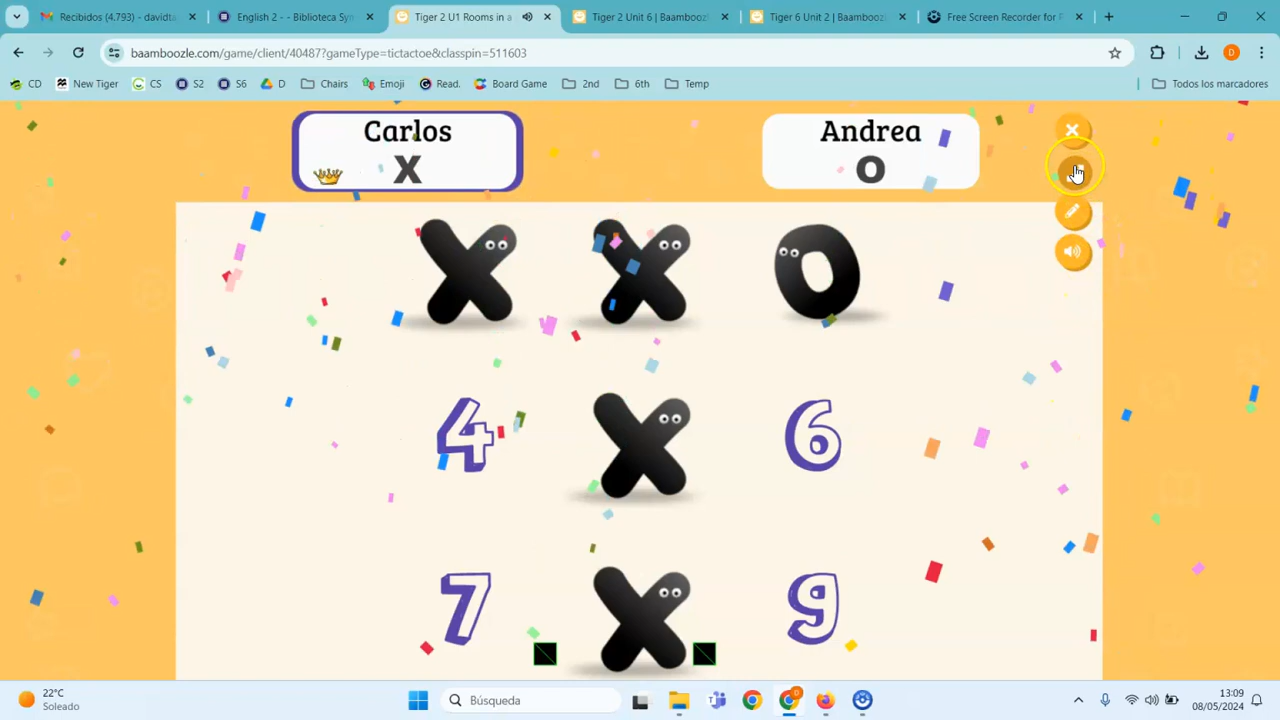 Recibidos (4.793) - davidta
English 2 - - Biblioteca Sy
Tiger 2 U1 Rooms in a
Tiger 2 Unit 6 | Baambooz
Tiger 6 Unit 2 | Baambooz
Free Screen Recorder for F
baamboozle.com/game/client/40487?gameType=tictactoe&classpin=511603
CD
New Tiger
CS
S2
S6
D
Chairs
Emoji
Read.
Board Game
2nd
6th
Temp
Todos los marcadores
Carlos
X
Andrea
O
X X O
4 X 6
7 X 9
22°C
Soleado
Búsqueda
13:09
08/05/2024